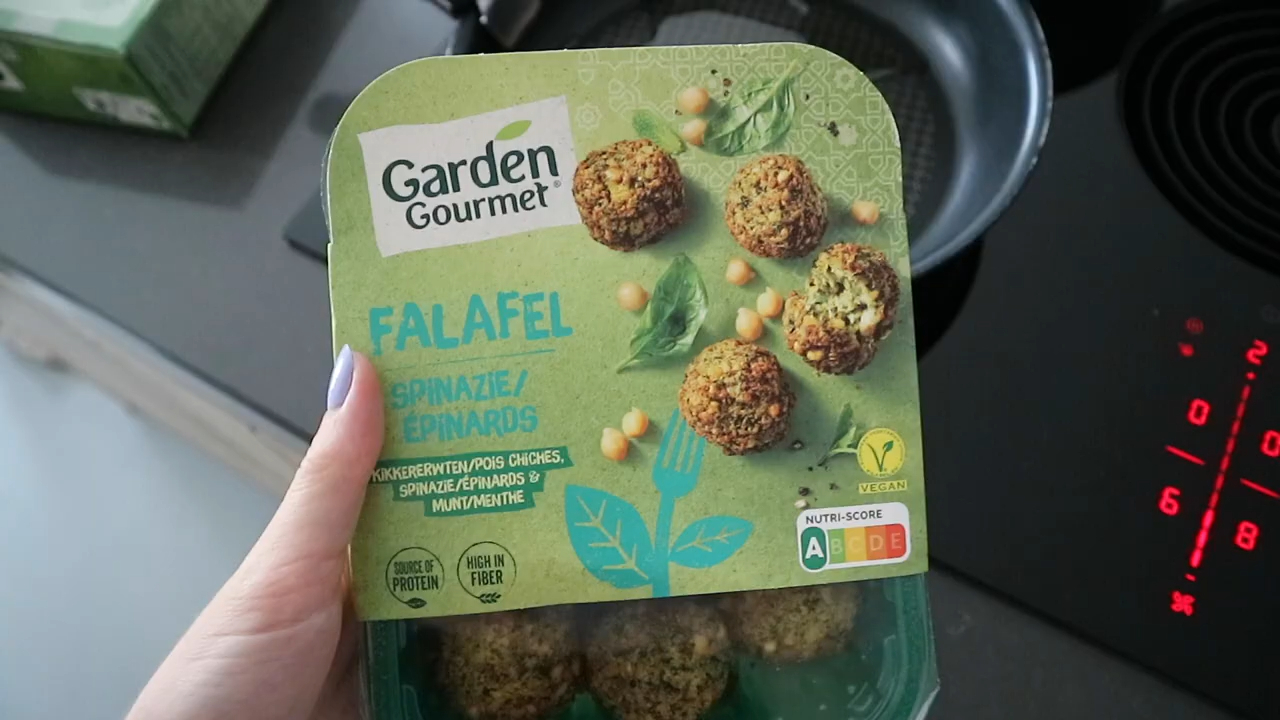 Garden
Gourmet®
FALAFEL
SPINAZIE/
ÉPINARDS
KIKKERERWTEN/POIS CHICHES,
SPINAZIE/ÉPINARDS &
MUNT/MENTHE
SOURCE OF
PROTEIN
HIGH IN
FIBER
VEGAN
NUTRI-SCORE
A B C D E